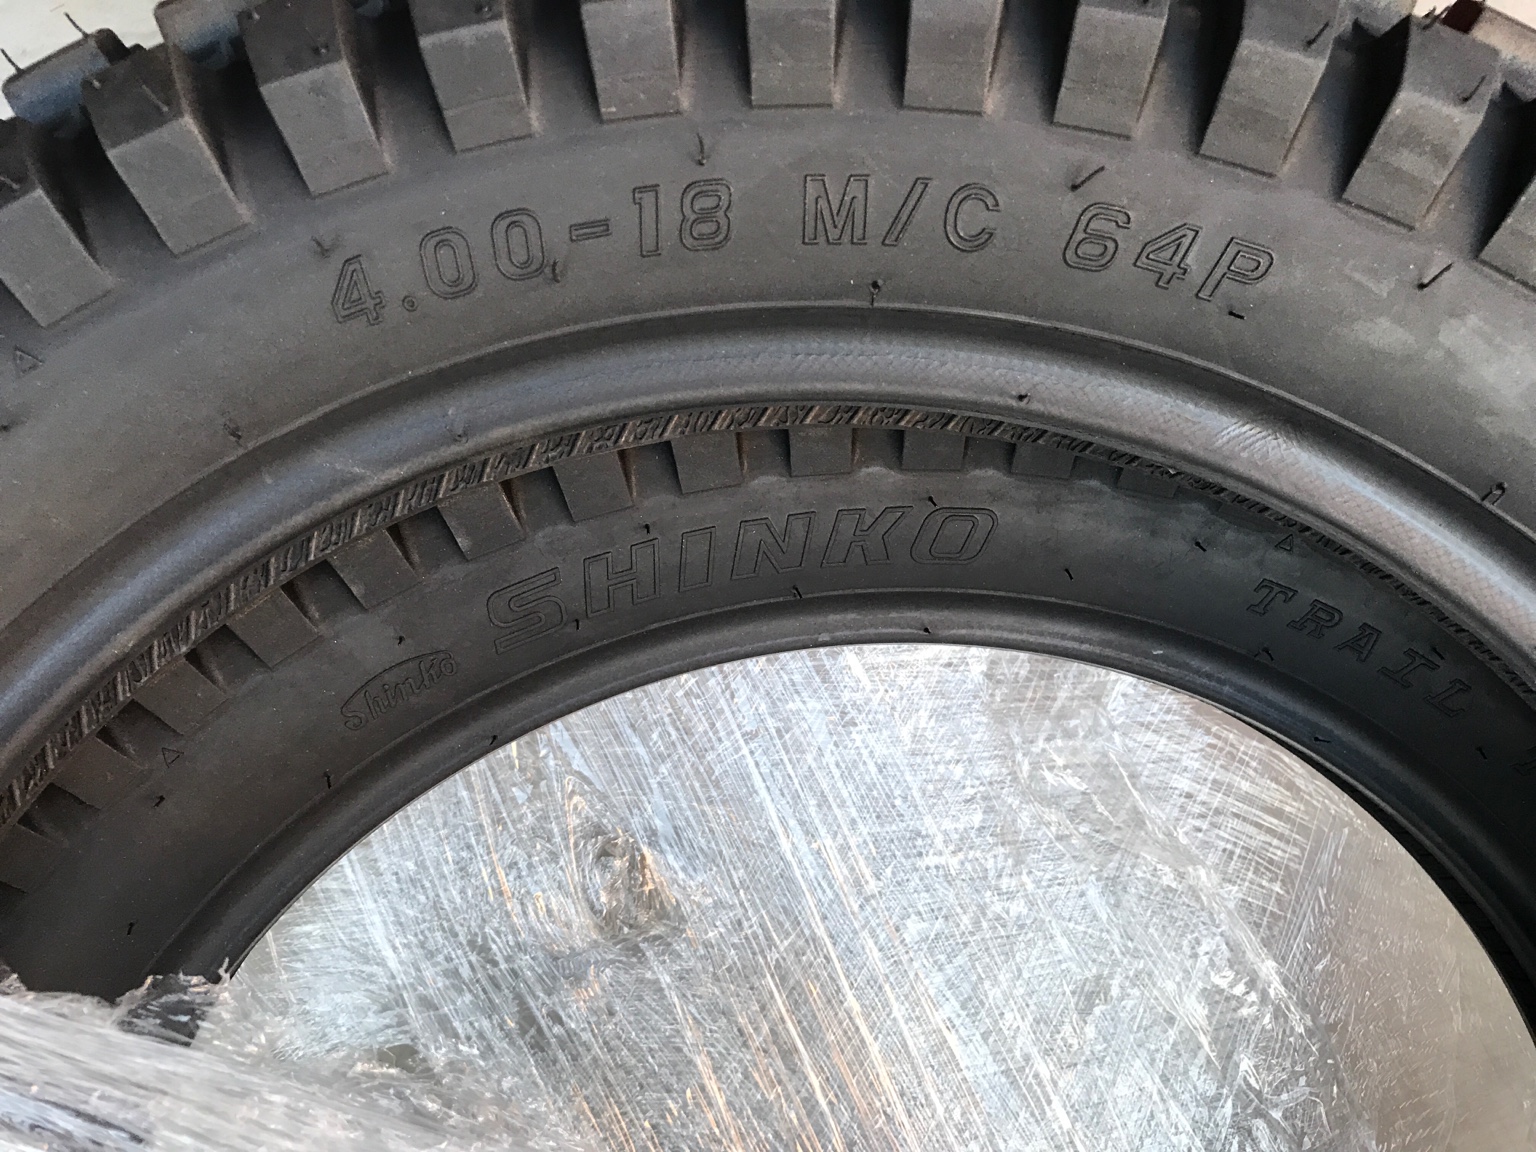 4.00-18 M/C 64P
SHINKO
Shinko
TRAIL